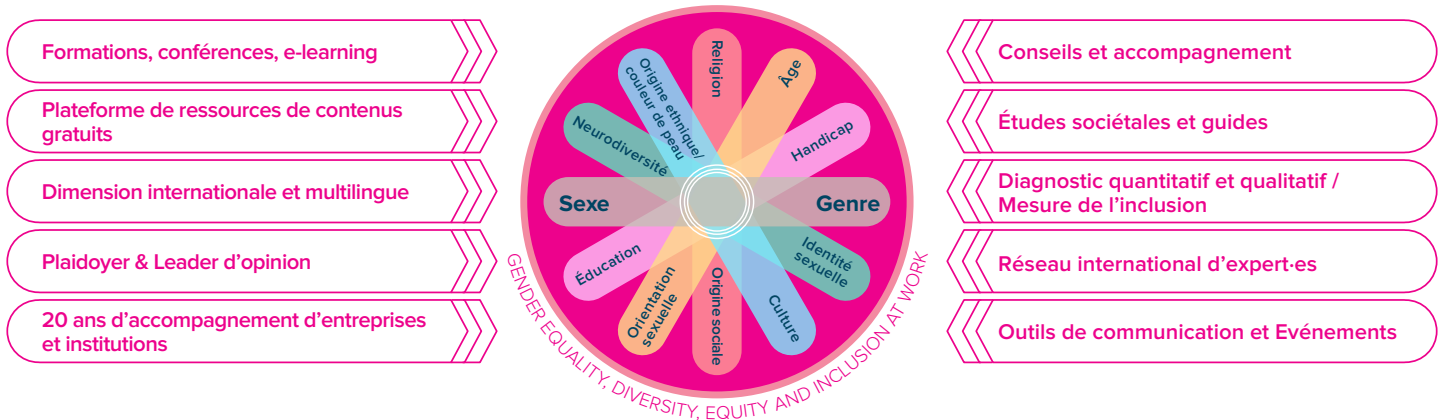 Formations, conférences, e-learning
Plateforme de ressources de contenus
gratuits
Dimension internationale et multilingue
Plaidoyer & Leader d'opinion
20 ans d'accompagnement d'entreprises
et institutions
Religion
Âge
Handicap
Genre
Identité
sexuelle
Culture
Origine sociale
Orientation
sexuelle
Éducation
Sexe
Neurodiversité
Origine ethnique/
couleur de peau
GENDER EQUALITY, DIVERSITY, EQUITY AND INCLUSION AT WORK
Conseils et accompagnement
Études sociétales et guides
Diagnostic quantitatif et qualitatif /
Mesure de l'inclusion
Réseau international d'expert·es
Outils de communication et Evénements